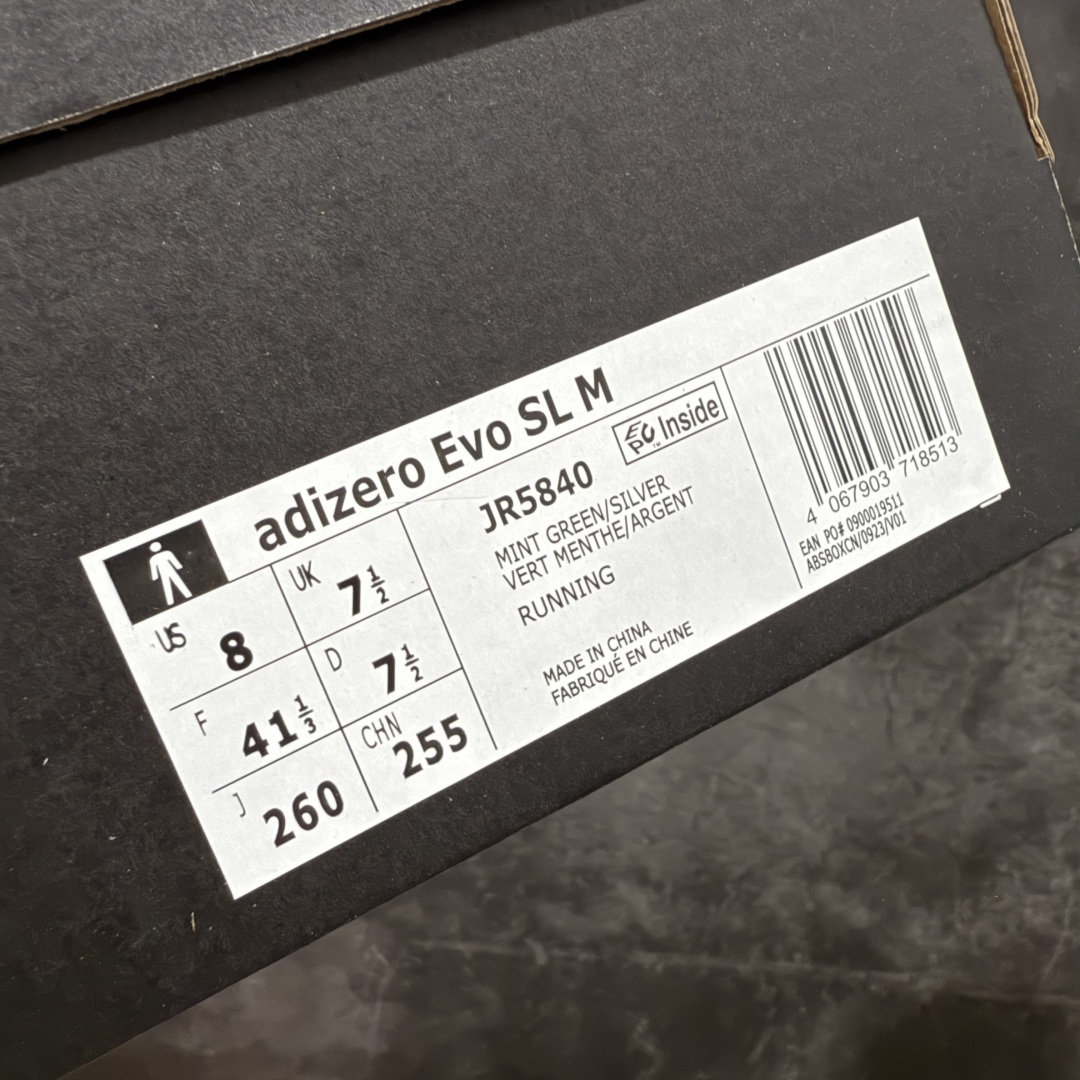 adizero Evo SL M
US 8
UK 7 1/2
F 41 1/3
D 7 1/2
J 260
CHN 255
JR5840
EPC™ Inside
MINT GREEN/SILVER
VERT MENTHE/ARGENT
RUNNING
MADE IN CHINA
FABRIQUÉ EN CHINE
4 067903 718513
EAN PO# 0900019511
ABSBOXCN/0923/V01